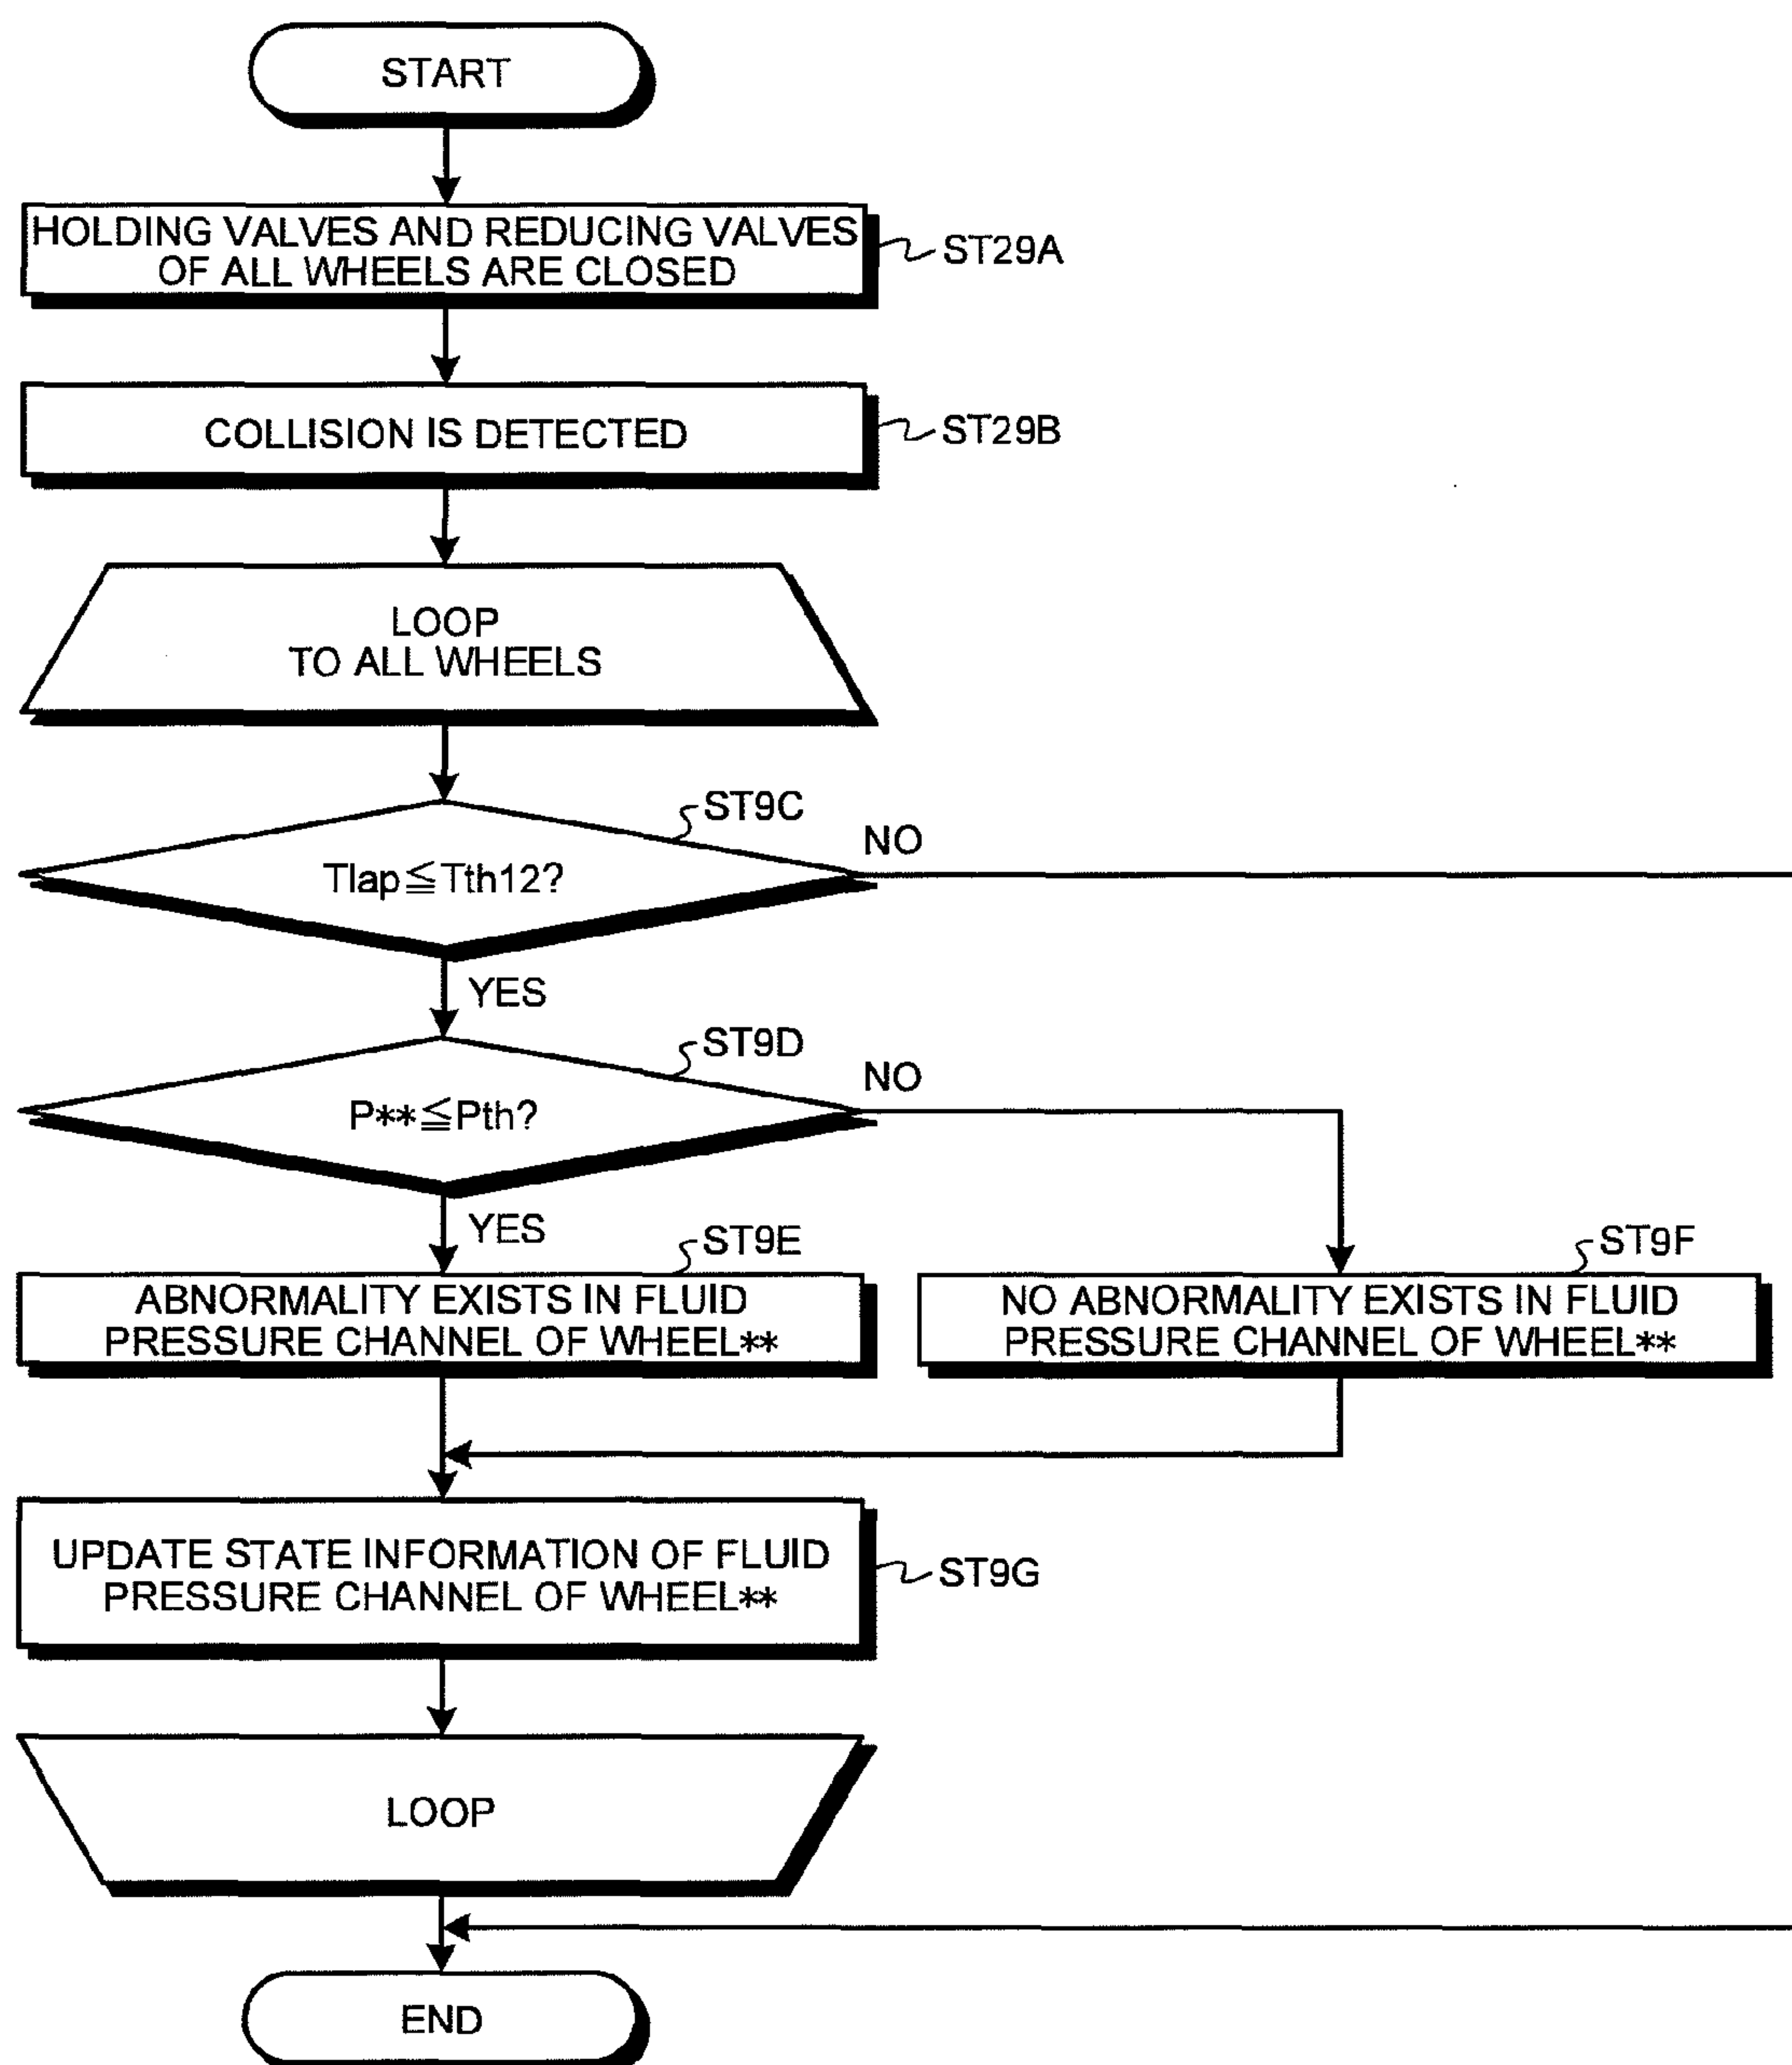 START
HOLDING VALVES AND REDUCING VALVES
OF ALL WHEELS ARE CLOSED
ST29A
COLLISION IS DETECTED
ST29B
LOOP
TO ALL WHEELS
ST9C
NO
Tlap≦Tth12?
YES
ST9D
NO
P**≦Pth?
YES
ST9E
ST9F
ABNORMALITY EXISTS IN FLUID
PRESSURE CHANNEL OF WHEEL**
NO ABNORMALITY EXISTS IN FLUID
PRESSURE CHANNEL OF WHEEL**
UPDATE STATE INFORMATION OF FLUID
PRESSURE CHANNEL OF WHEEL**
ST9G
LOOP
END